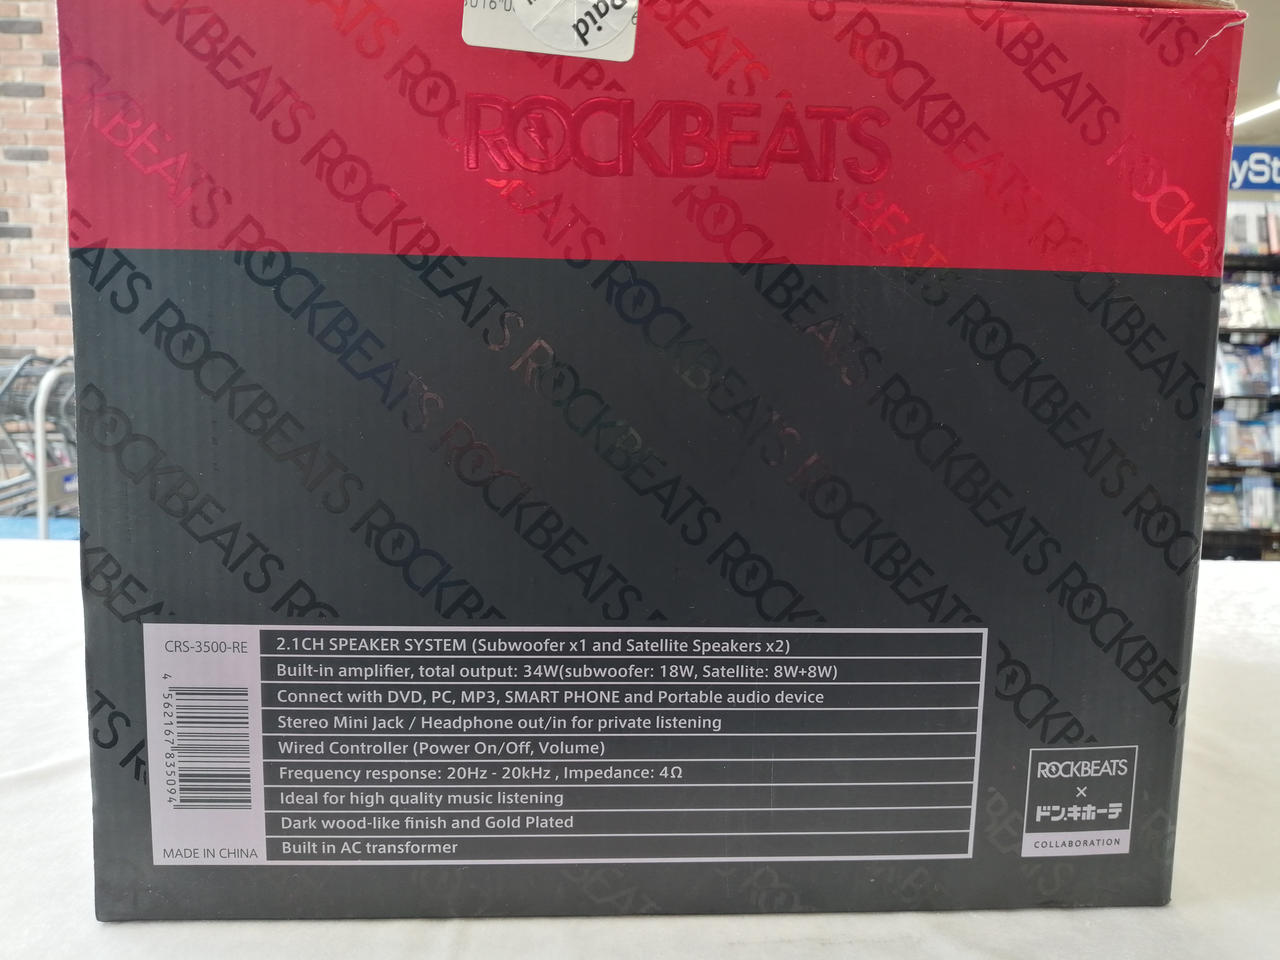 Paid
ROCKBEATS
CRS-3500-RE
2.1CH SPEAKER SYSTEM (Subwoofer x1 and Satellite Speakers x2)
Built-in amplifier, total output: 34W(subwoofer: 18W, Satellite: 8W+8W)
Connect with DVD, PC, MP3, SMART PHONE and Portable audio device
Stereo Mini Jack / Headphone out/in for private listening
Wired Controller (Power On/Off, Volume)
Frequency response: 20Hz - 20kHz , Impedance: 4Ω
Ideal for high quality music listening
Dark wood-like finish and Gold Plated
Built in AC transformer
4 562167 835094
MADE IN CHINA
ROCKBEATS
×
ドン.キホーテ
COLLABORATION